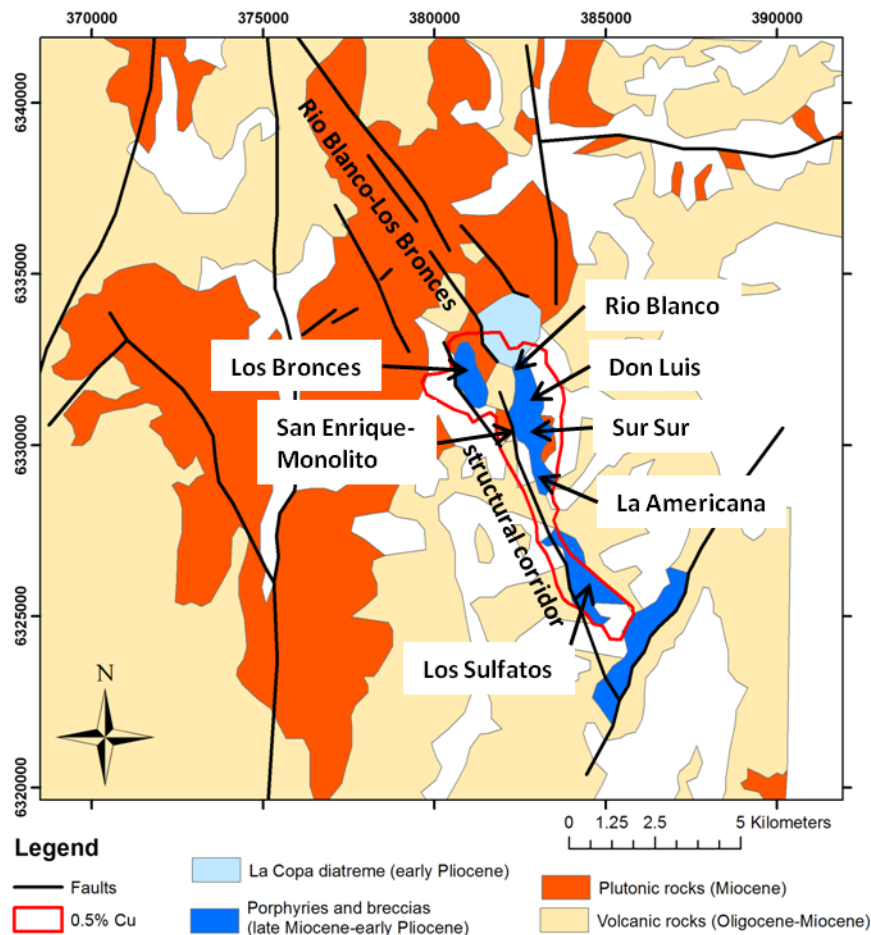 370000 375000 380000 385000 390000
6340000
6335000
6330000
6325000
6320000
Rio Blanco-Los Bronces
structural corridor
Rio Blanco
Los Bronces
Don Luis
San Enrique-
Monolito
Sur Sur
La Americana
Los Sulfatos
N
0 1.25 2.5 5 Kilometers
Legend
Faults
0.5% Cu
La Copa diatreme (early Pliocene)
Porphyries and breccias
(late Miocene-early Pliocene)
Plutonic rocks (Miocene)
Volcanic rocks (Oligocene-Miocene)